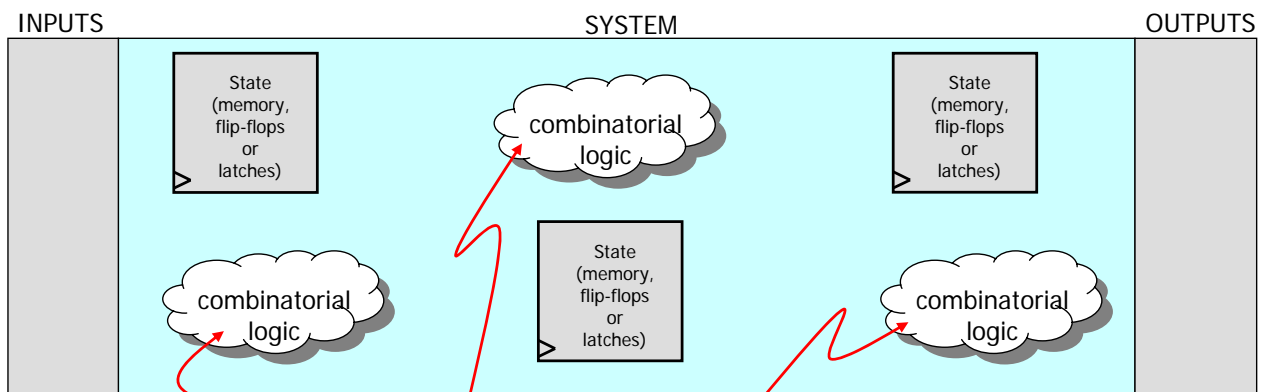 INPUTS
SYSTEM
OUTPUTS
State
(memory,
flip-flops
or
latches)
combinatorial
logic
State
(memory,
flip-flops
or
latches)
combinatorial
logic
State
(memory,
flip-flops
or
latches)
combinatorial
logic